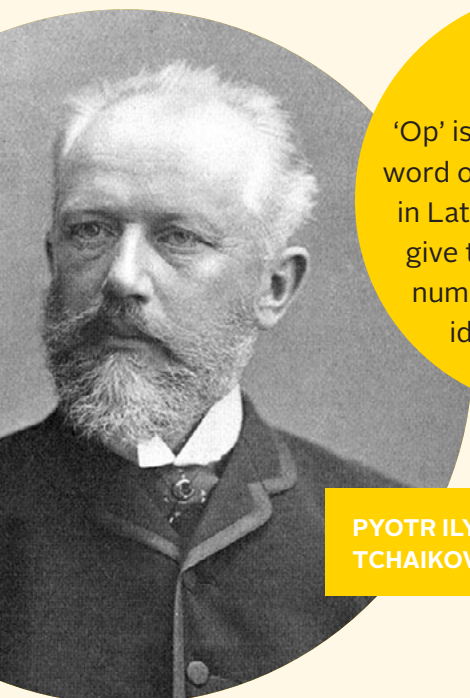 ‘Op’ is
word o
in Lat
give t
num
id
PYOTR ILY
TCHAIKOV